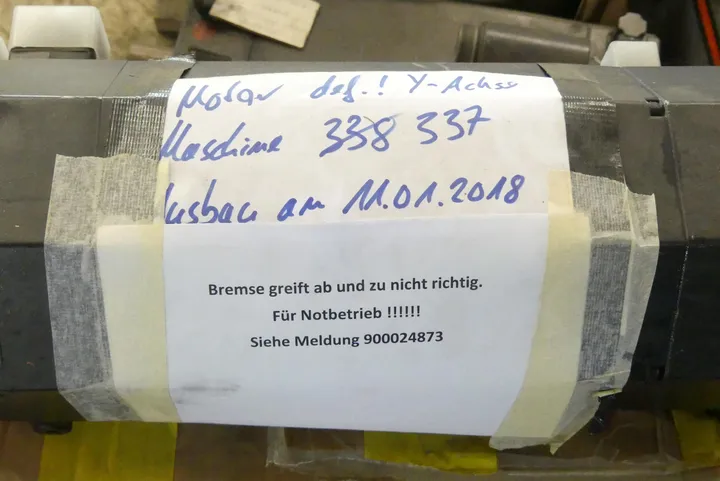 Motor def.! Y-Achse
Maschine 338 337
Ausbau am 11.01.2018
Bremse greift ab und zu nicht richtig.
Für Notbetrieb !!!!!!
Siehe Meldung 900024873